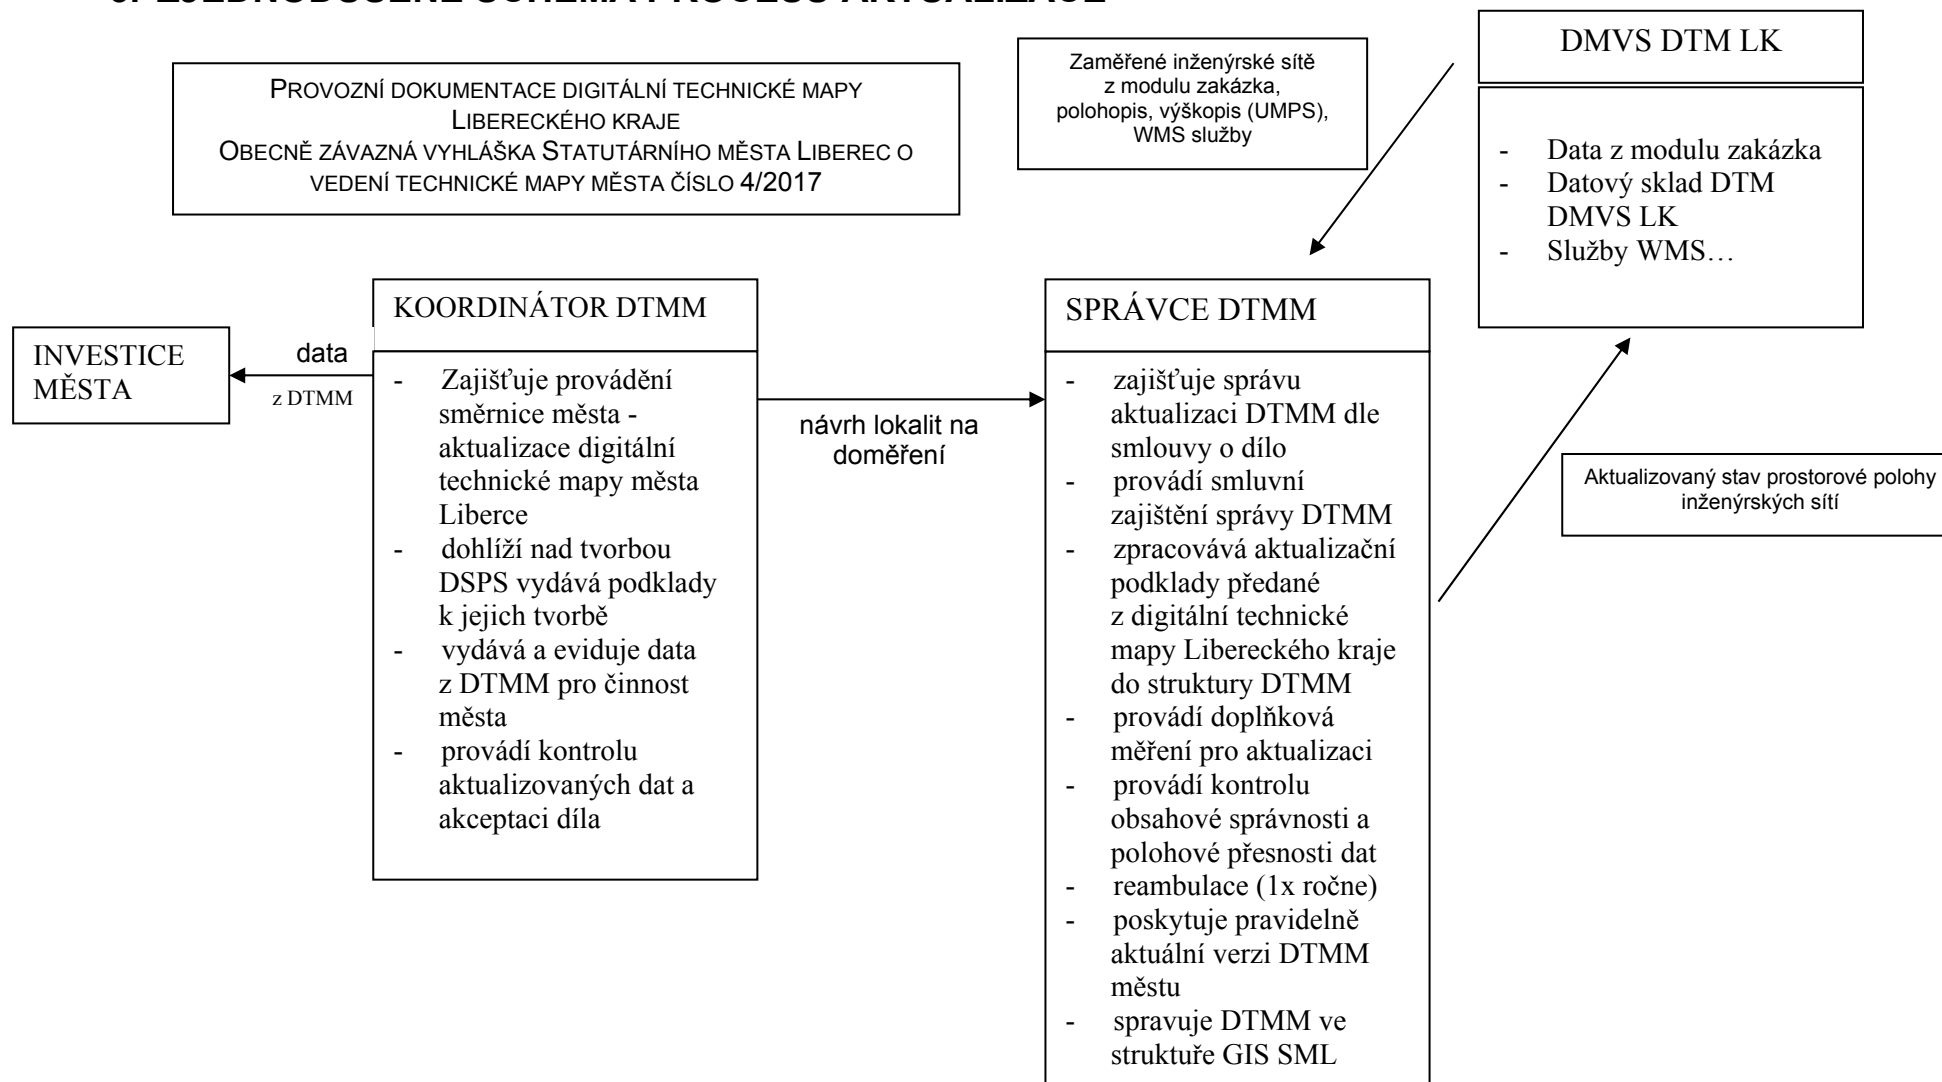 DMVS DTM LK
- Data z modulu zakázka
- Datový sklad DTM
DMVS LK
- Služby WMS…
Zaměřené inženýrské sítě
z modulu zakázka,
polohopis, výškopis (UMPS),
WMS služby
PROVOZNÍ DOKUMENTACE DIGITÁLNÍ TECHNICKÉ MAPY
LIBERECKÉHO KRAJE
OBECNĚ ZÁVAZNÁ VYHLÁŠKA STATUTÁRNÍHO MĚSTA LIBEREC O
VEDENÍ TECHNICKÉ MAPY MĚSTA ČÍSLO 4/2017
INVESTICE
MĚSTA
data
z DTMM
KOORDINÁTOR DTMM
- Zajišťuje provádění
směrnice města -
aktualizace digitální
technické mapy města
Liberce
- dohlíží nad tvorbou
DSPS vydává podklady
k jejich tvorbě
- vydává a eviduje data
z DTMM pro činnost
města
- provádí kontrolu
aktualizovaných dat a
akceptaci díla
návrh lokalit na
doměření
SPRÁVCE DTMM
- zajišťuje správu
aktualizaci DTMM dle
smlouvy o dílo
- provádí smluvní
zajištění správy DTMM
- zpracovává aktualizační
podklady předané
z digitální technické
mapy Libereckého kraje
do struktury DTMM
- provádí doplňková
měření pro aktualizaci
- provádí kontrolu
obsahové správnosti a
polohové přesnosti dat
- reambulace (1x ročne)
- poskytuje pravidelně
aktuální verzi DTMM
městu
- spravuje DTMM ve
struktuře GIS SML
Aktualizovaný stav prostorové polohy
inženýrských sítí